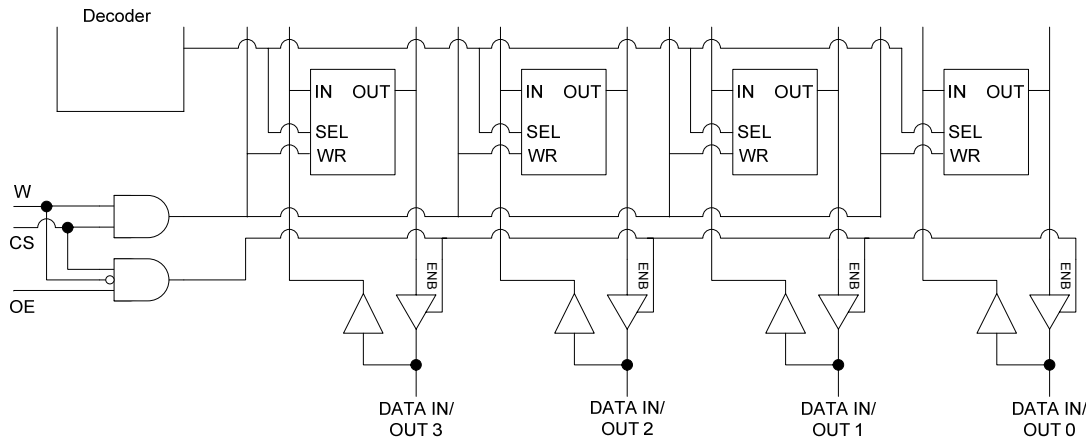 Decoder
IN OUT
SEL
WR
IN OUT
SEL
WR
IN OUT
SEL
WR
IN OUT
SEL
WR
W
CS
OE
ENB
ENB
ENB
ENB
DATA IN/
OUT 3
DATA IN/
OUT 2
DATA IN/
OUT 1
DATA IN/
OUT 0